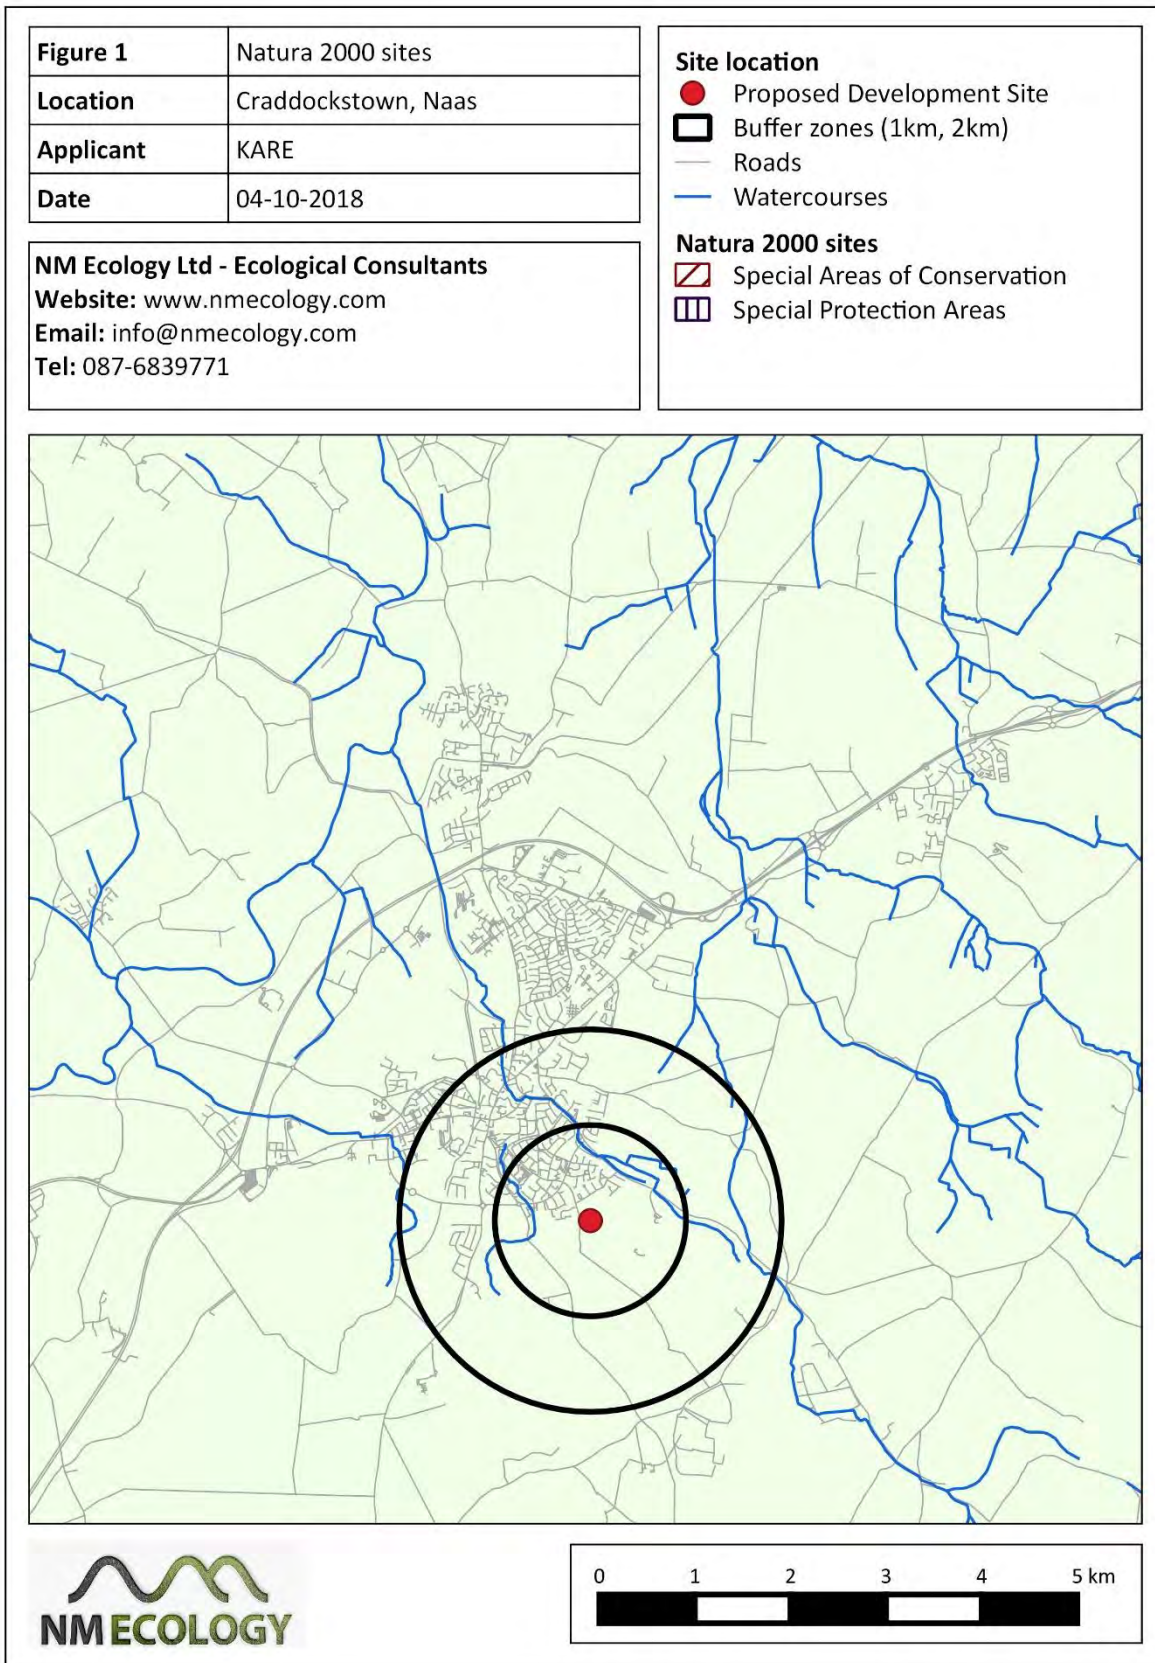 Figure 1 Natura 2000 sites
Location Craddockstown, Naas
Applicant KARE
Date 04-10-2018
NM Ecology Ltd - Ecological Consultants
Website: www.nmecology.com
Email: info@nmecology.com
Tel: 087-6839771
Site location
Proposed Development Site
Buffer zones (1km, 2km)
Roads
Watercourses
Natura 2000 sites
Special Areas of Conservation
Special Protection Areas
NM ECOLOGY
0 1 2 3 4 5 km